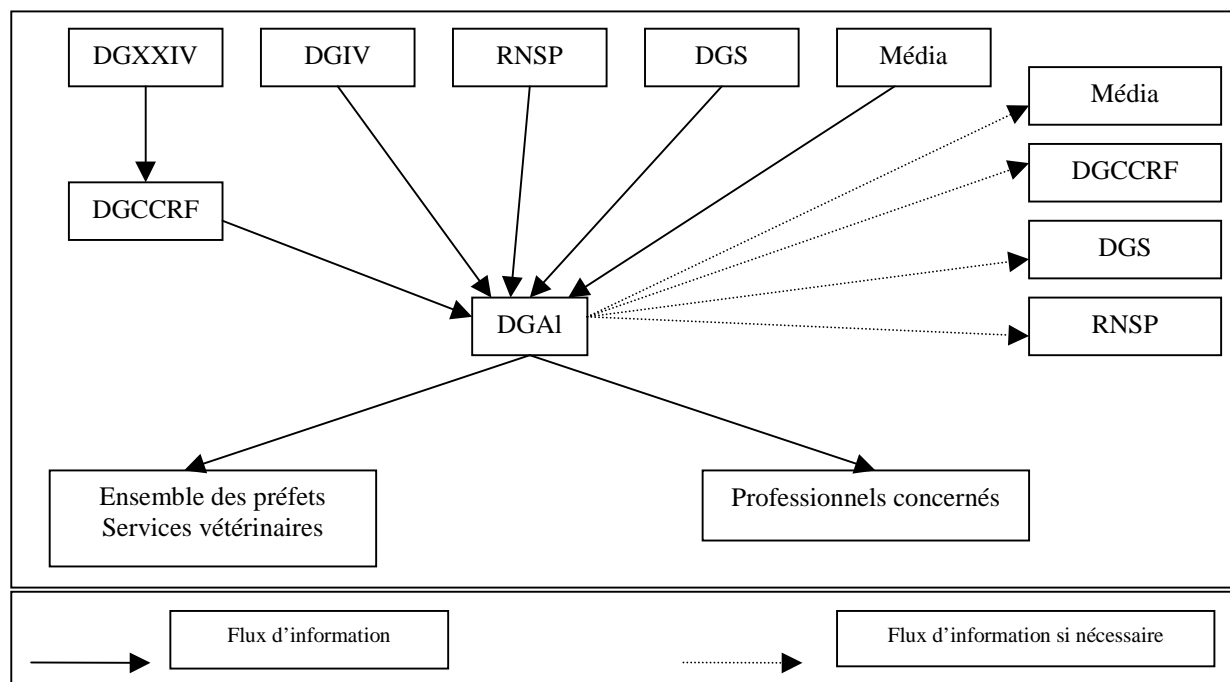 DGXXIV
DGIV
RNSP
DGS
Média
Média
DGCCRF
DGCCRF
DGS
DGAl
RNSP
Ensemble des préfets
Services vétérinaires
Professionnels concernés
Flux d'information
Flux d'information si nécessaire